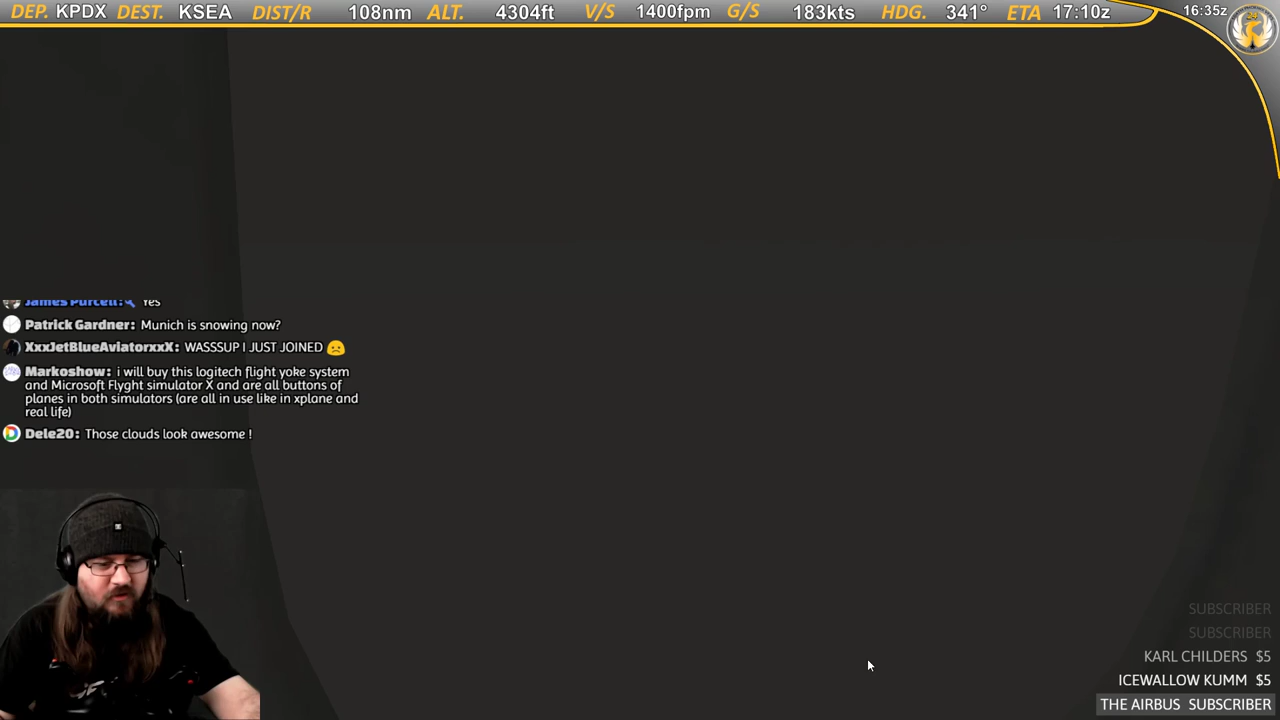 DEP. KPDX DEST. KSEA DIST/R 108nm ALT. 4304ft V/S 1400fpm G/S 183kts HDG. 341° ETA 17:10z 16:35z
James Purcell: Yes
Patrick Gardner: Munich is snowing now?
XxxJetBlueAviatorxxX: WASSSUP I JUST JOINED
Markoshow: i will buy this logitech flight yoke system
and Microsoft Flyght simulator X and are all buttons of
planes in both simulators (are all in use like in xplane and
real life)
Dele20: Those clouds look awesome !
SUBSCRIBER
SUBSCRIBER
KARL CHILDERS $5
ICEWALLOW KUMM $5
THE AIRBUS SUBSCRIBER